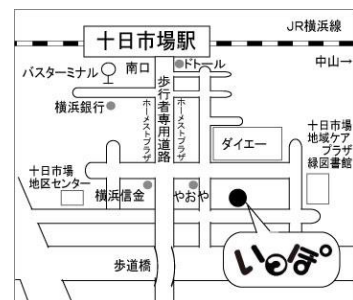 JR横浜線
十日市場駅
中山→
バスターミナル
南口
ドトール
横浜銀行
ホーメストプラザ
歩行者専用道路
ホーメストプラザ
ダイエー
十日市場
地域ケア
プラザ
緑図書館
十日市場
地区センター
横浜信金
やおや
歩道橋
いっぽ。